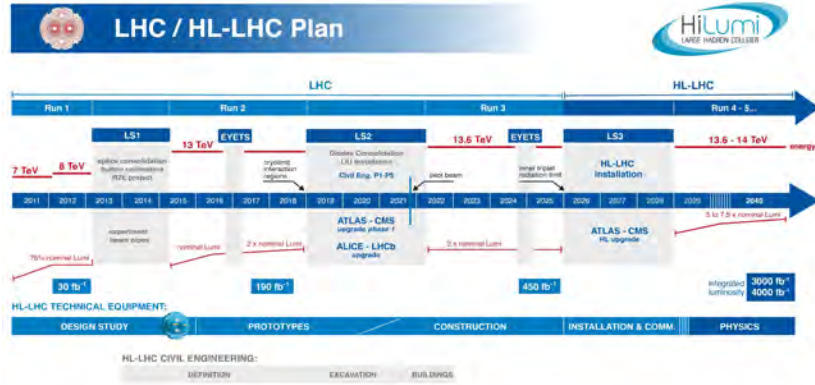 LHC / HL-LHC Plan
HiLumi
LARGE HADRON COLLIDER
LHC
HL-LHC
Run 1
Run 2
Run 3
Run 4 - 5...
LS1
EYETS
LS2
EYETS
LS3
13 TeV
13.6 TeV
13.6 - 14 TeV
energy
7 TeV
8 TeV
splice consolidation
button collimators
R2E project
cryolimit
interaction
regions
Diodes Consolidation
LIU Installation
Civil Eng. P1-P5
pilot beam
inner triplet
radiation limit
HL-LHC
installation
2011 2012 2013 2014 2015 2016 2017 2018 2019 2020 2021 2022 2023 2024 2025 2026 2027 2028 2029 2040
5 to 7.5 x nominal Lumi
experiment
beam pipes
ATLAS - CMS
upgrade phase 1
ALICE - LHCb
upgrade
ATLAS - CMS
HL upgrade
75% nominal Lumi
nominal Lumi
2 x nominal Lumi
2 x nominal Lumi
30 fb⁻¹
190 fb⁻¹
450 fb⁻¹
integrated
luminosity
3000 fb⁻¹
4000 fb⁻¹
HL-LHC TECHNICAL EQUIPMENT:
DESIGN STUDY
PROTOTYPES
CONSTRUCTION
INSTALLATION & COMM.
PHYSICS
HL-LHC CIVIL ENGINEERING:
DEFINITION
EXCAVATION
BUILDINGS